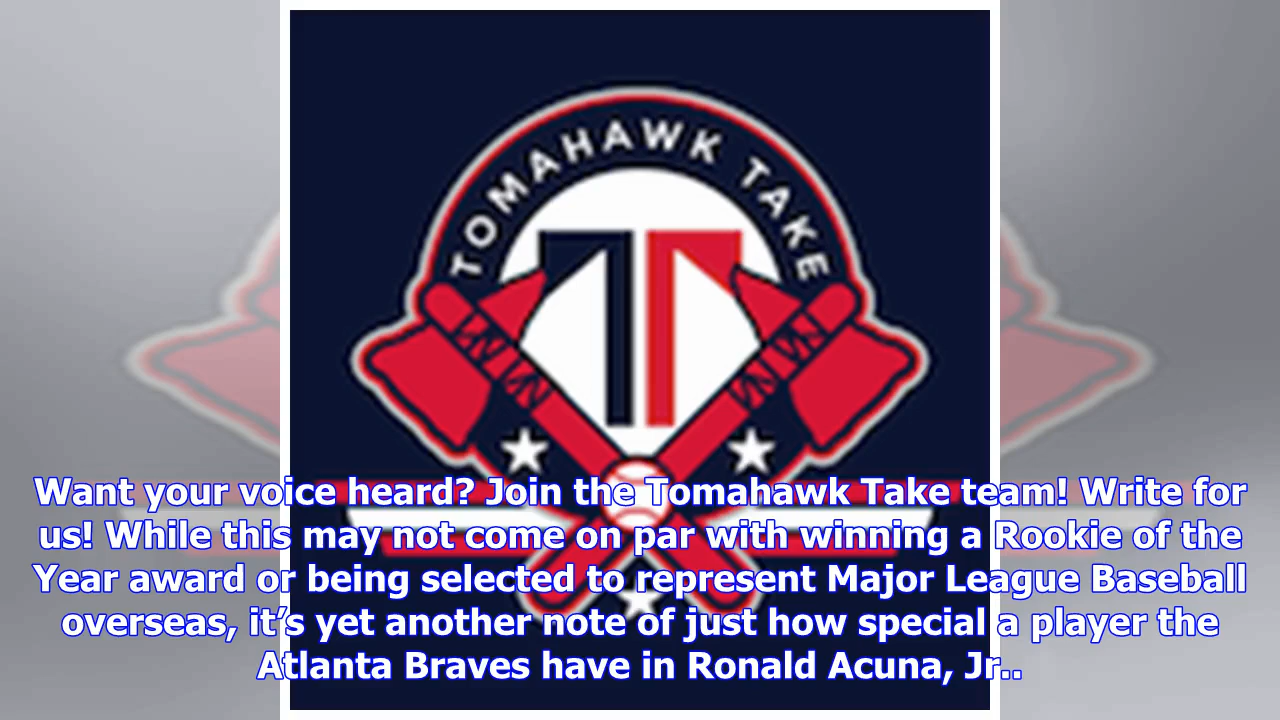 TOMAHAWK TAKE
TT
Want your voice heard? Join the Tomahawk Take team! Write for
us! While this may not come on par with winning a Rookie of the
Year award or being selected to represent Major League Baseball
overseas, it’s yet another note of just how special a player the
Atlanta Braves have in Ronald Acuna, Jr..